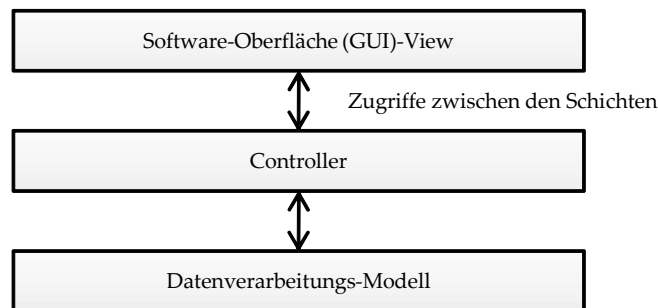 Software-Oberfläche (GUI)-View
Zugriffe zwischen den Schichten
Controller
Datenverarbeitungs-Modell